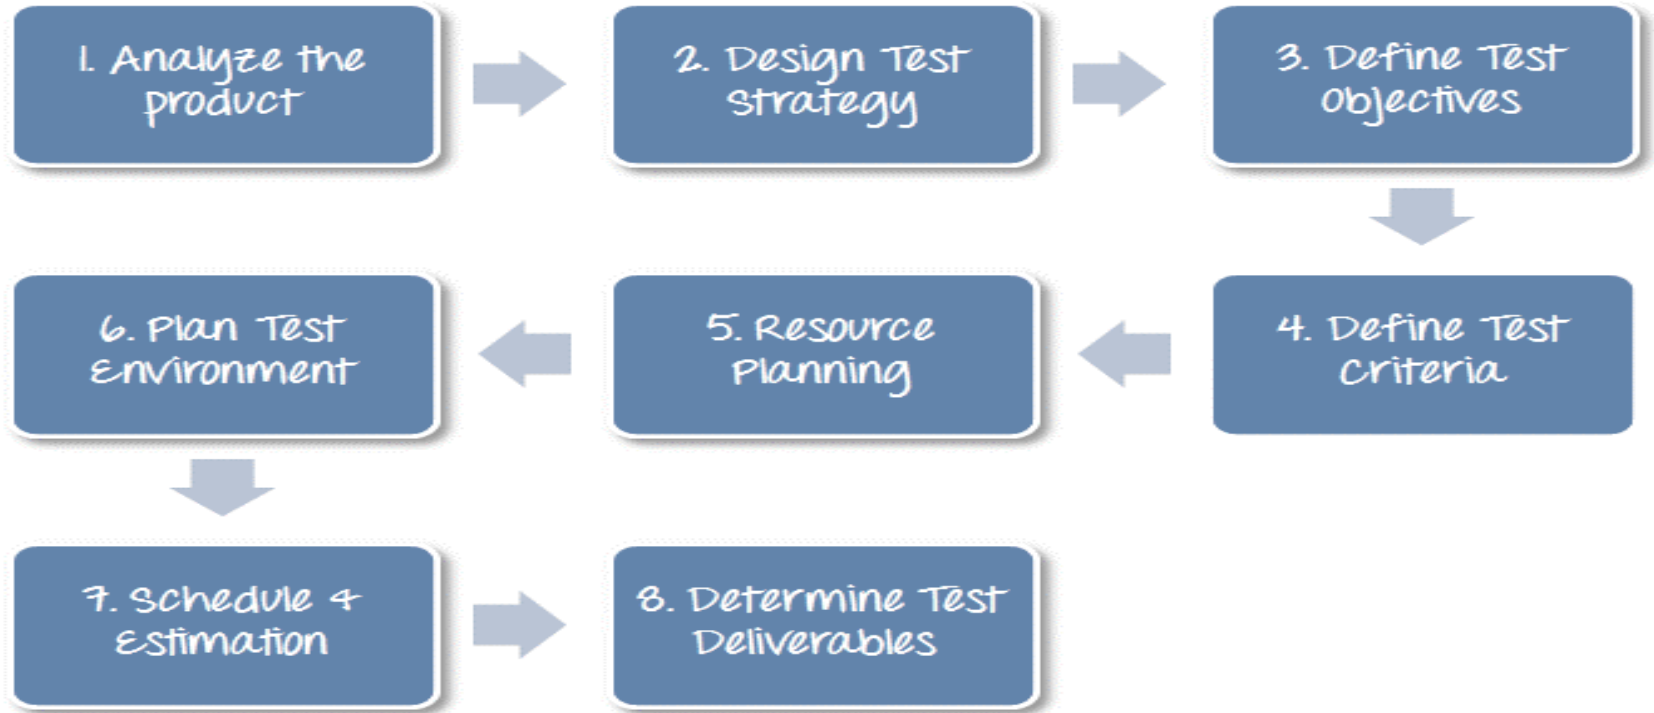 1. Analyze the
product
2. Design Test
Strategy
3. Define Test
Objectives
4. Define Test
Criteria
5. Resource
Planning
6. Plan Test
Environment
7. Schedule &
Estimation
8. Determine Test
Deliverables